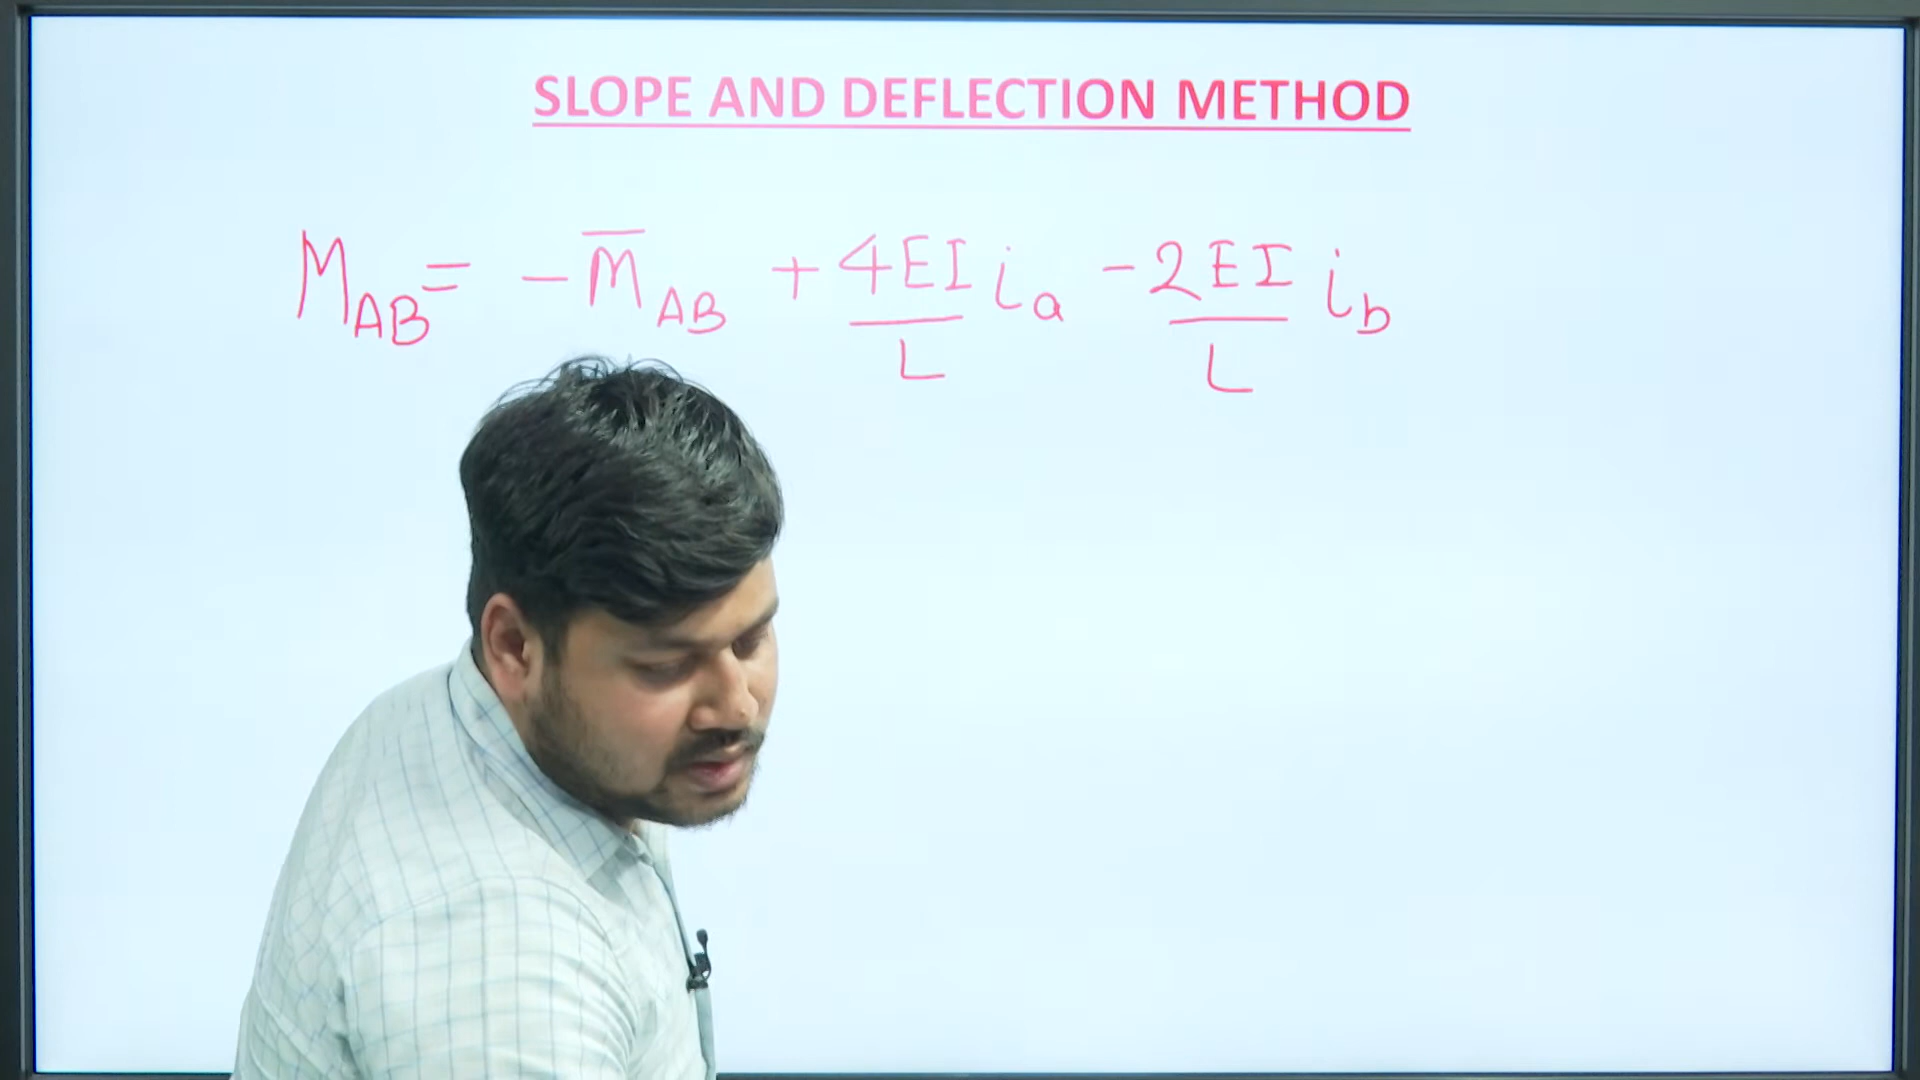 SLOPE AND DEFLECTION METHOD
M_AB = - M̅_AB + 4EI/L i_a - 2EI/L i_b